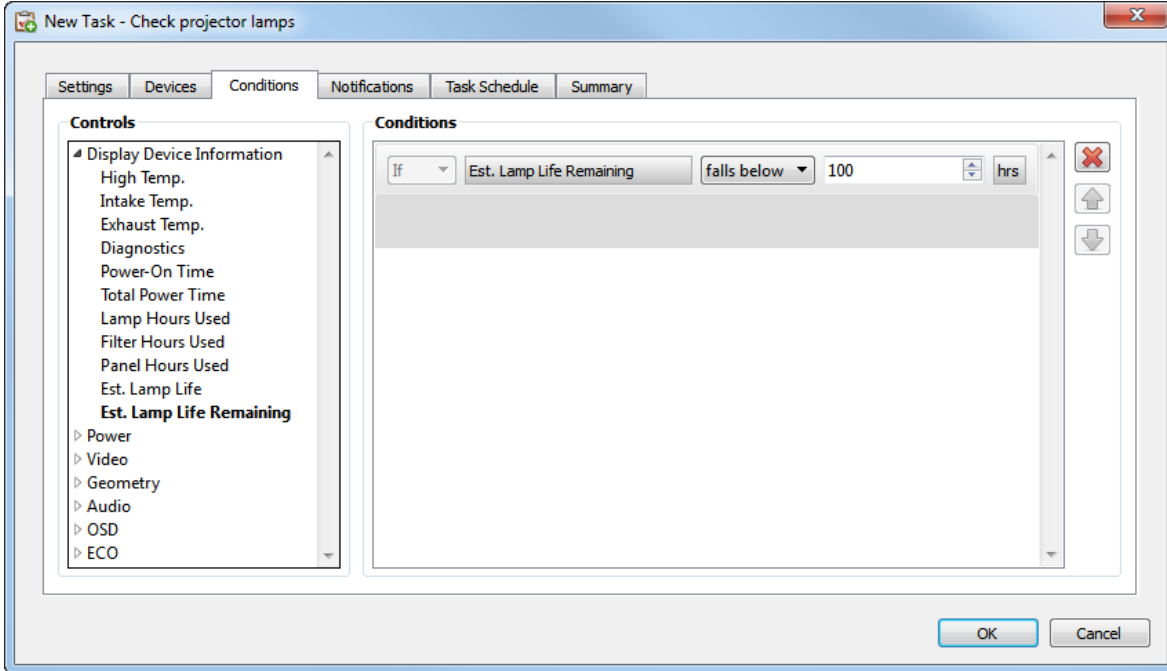 New Task - Check projector lamps
Settings Devices Conditions Notifications Task Schedule Summary
Controls
Display Device Information
High Temp.
Intake Temp.
Exhaust Temp.
Diagnostics
Power-On Time
Total Power Time
Lamp Hours Used
Filter Hours Used
Panel Hours Used
Est. Lamp Life
Est. Lamp Life Remaining
Power
Video
Geometry
Audio
OSD
ECO
Conditions
If Est. Lamp Life Remaining falls below 100 hrs
OK Cancel